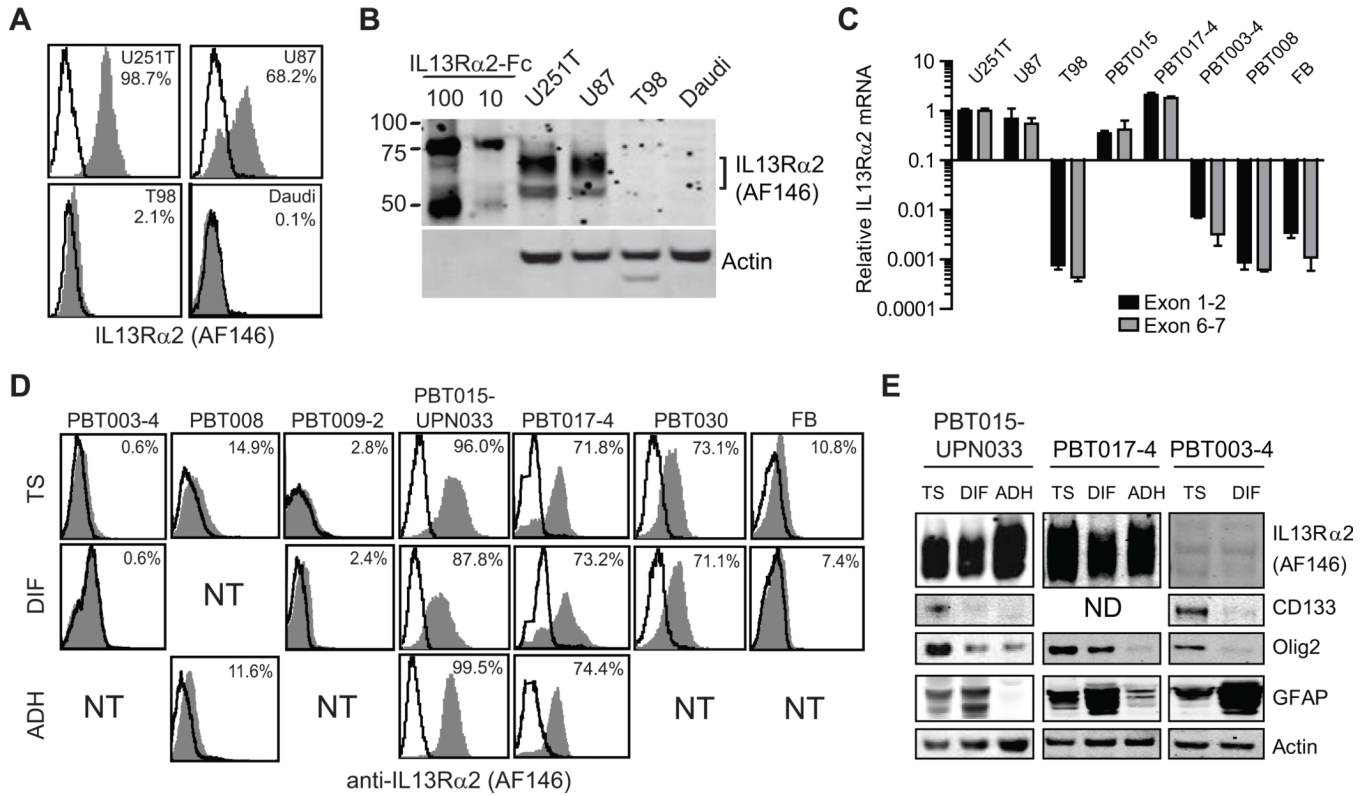 A
U251T
98.7%
U87
68.2%
T98
2.1%
Daudi
0.1%
IL13Rα2 (AF146)
B
IL13Rα2-Fc
100 10 U251T U87 T98 Daudi
100
75
50
IL13Rα2
(AF146)
Actin
C
U251T U87 T98 PBT015 PBT017-4 PBT003-4 PBT008 FB
Relative IL13Rα2 mRNA
10
1
0.1
0.01
0.001
0.0001
Exon 1-2
Exon 6-7
D
PBT003-4 PBT008 PBT009-2 PBT015-UPN033 PBT017-4 PBT030 FB
TS
0.6% 14.9% 2.8% 96.0% 71.8% 73.1% 10.8%
DIF
0.6% NT 2.4% 87.8% 73.2% 71.1% 7.4%
ADH
NT 11.6% NT 99.5% 74.4% NT NT
anti-IL13Rα2 (AF146)
E
PBT015-UPN033 PBT017-4 PBT003-4
TS DIF ADH TS DIF ADH TS DIF
IL13Rα2
(AF146)
ND
CD133
Olig2
GFAP
Actin